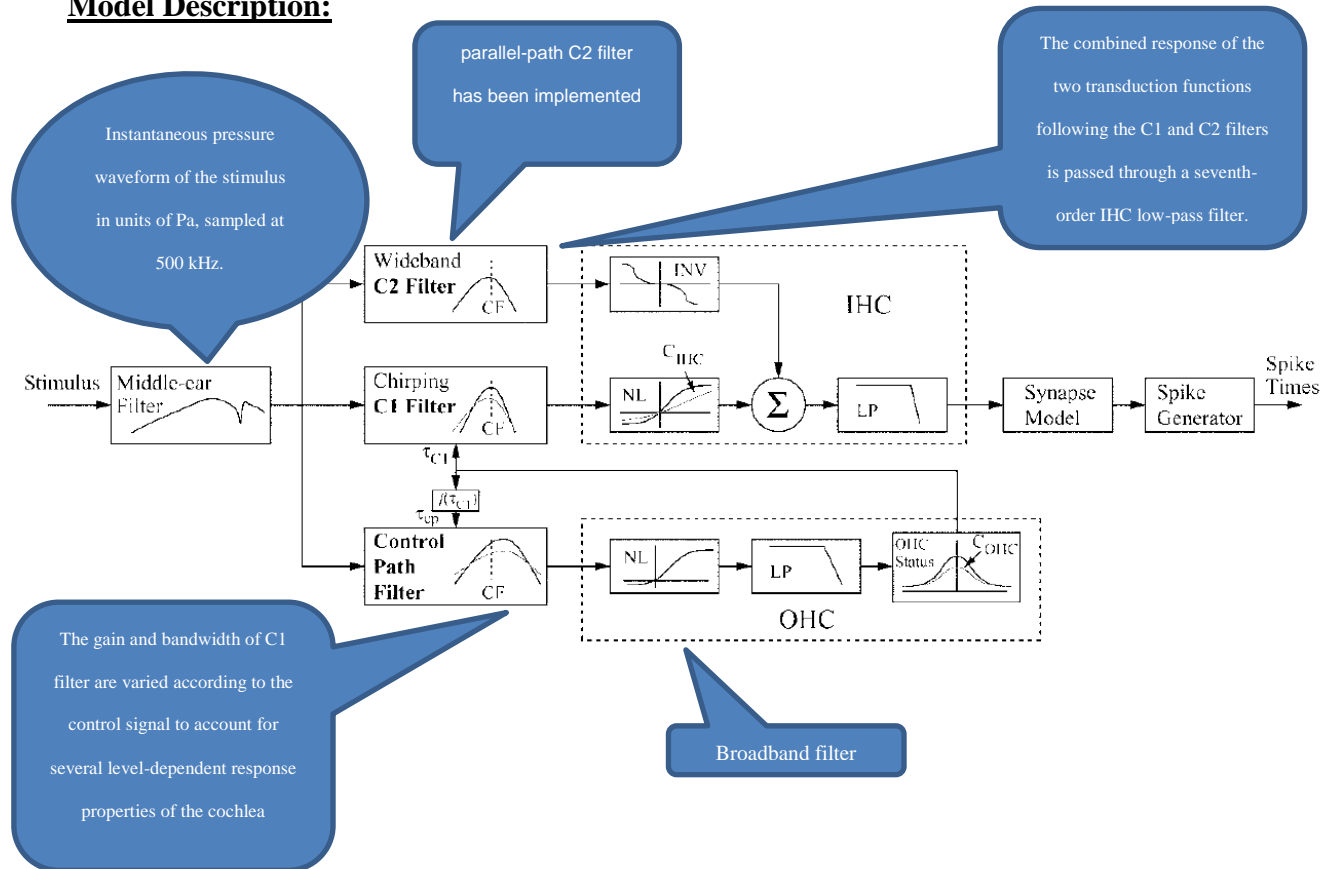 Model Description:
parallel-path C2 filter
has been implemented
The combined response of the
two transduction functions
following the C1 and C2 filters
is passed through a seventh-
order IHC low-pass filter.
Instantaneous pressure
waveform of the stimulus
in units of Pa, sampled at
500 kHz.
Wideband
C2 Filter
CF
INV
IHC
Stimulus
Middle-ear
Filter
Chirping
C1 Filter
CF
NL
C_IHC
Σ
LP
Synapse
Model
Spike
Generator
Spike
Times
τ_C1
f(τ_C1)
τ_cp
Control
Path
Filter
CF
NL
LP
OHC
Status
C_OHC
OHC
The gain and bandwidth of C1
filter are varied according to the
control signal to account for
several level-dependent response
properties of the cochlea
Broadband filter